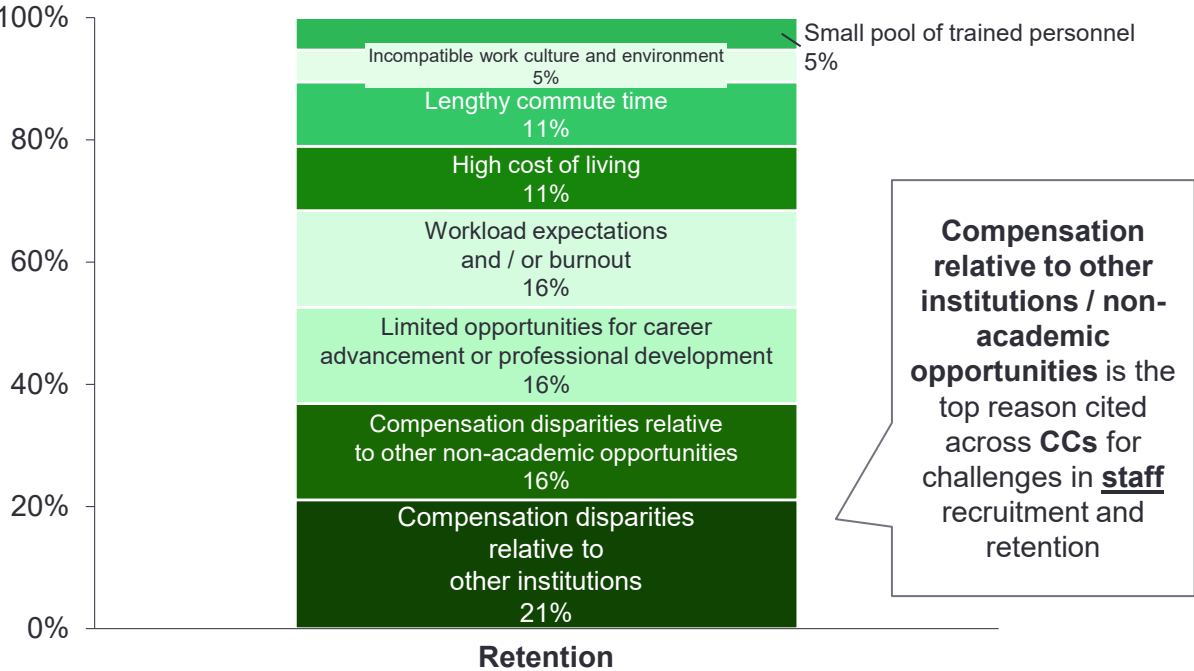 100%
80%
60%
40%
20%
0%
Small pool of trained personnel
5%
Incompatible work culture and environment
5%
Lengthy commute time
11%
High cost of living
11%
Workload expectations
and / or burnout
16%
Limited opportunities for career
advancement or professional development
16%
Compensation disparities relative
to other non-academic opportunities
16%
Compensation disparities
relative to
other institutions
21%
Retention
Compensation
relative to other
institutions / non-
academic
opportunities is the
top reason cited
across CCs for
challenges in staff
recruitment and
retention